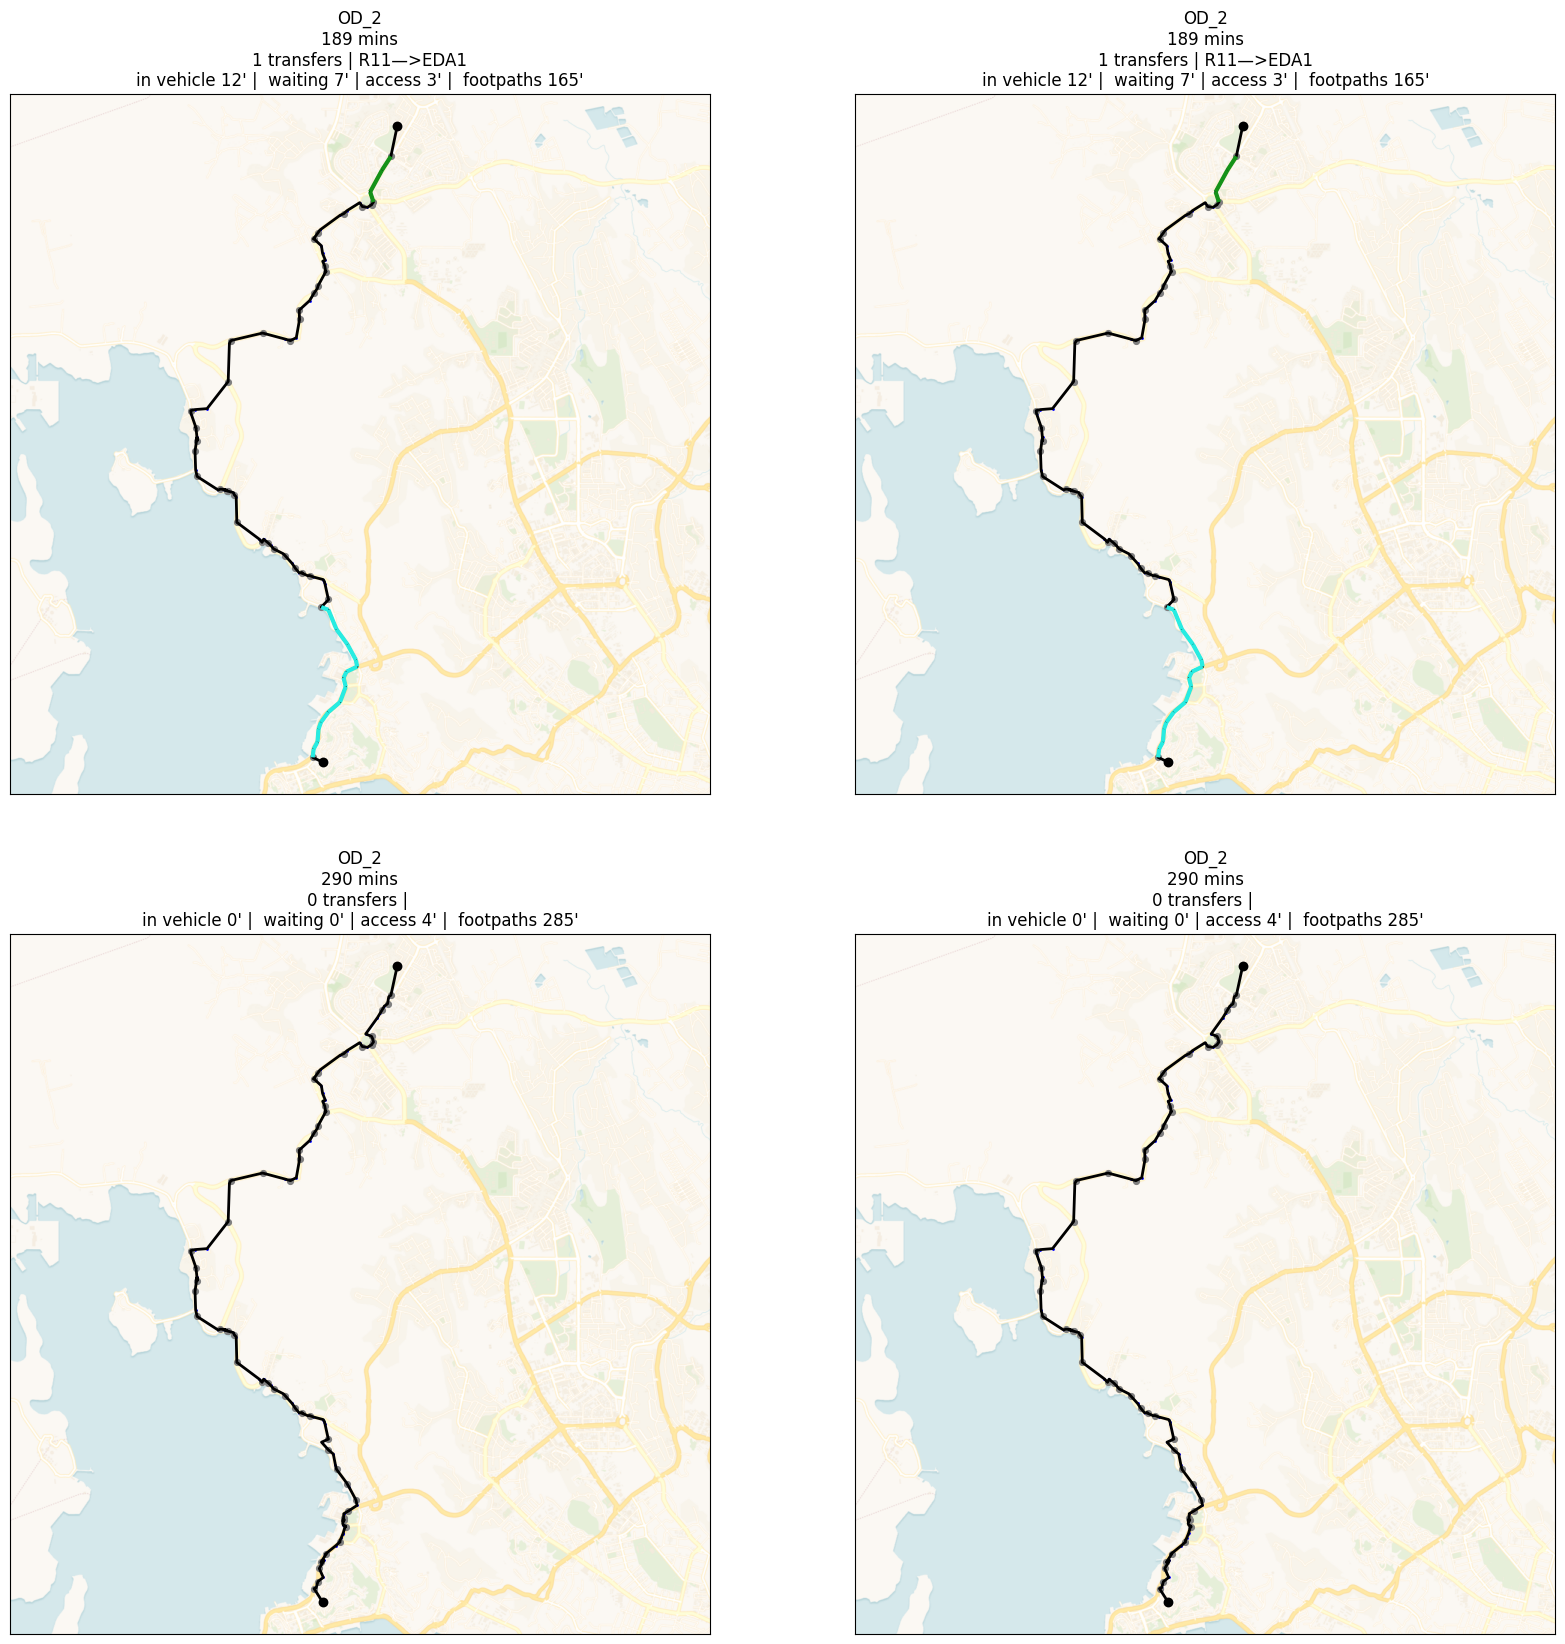 OD_2
189 mins
1 transfers | R11—>EDA1
in vehicle 12' |  waiting 7' | access 3' |  footpaths 165'
OD_2
189 mins
1 transfers | R11—>EDA1
in vehicle 12' |  waiting 7' | access 3' |  footpaths 165'
OD_2
290 mins
0 transfers |
in vehicle 0' |  waiting 0' | access 4' |  footpaths 285'
OD_2
290 mins
0 transfers |
in vehicle 0' |  waiting 0' | access 4' |  footpaths 285'